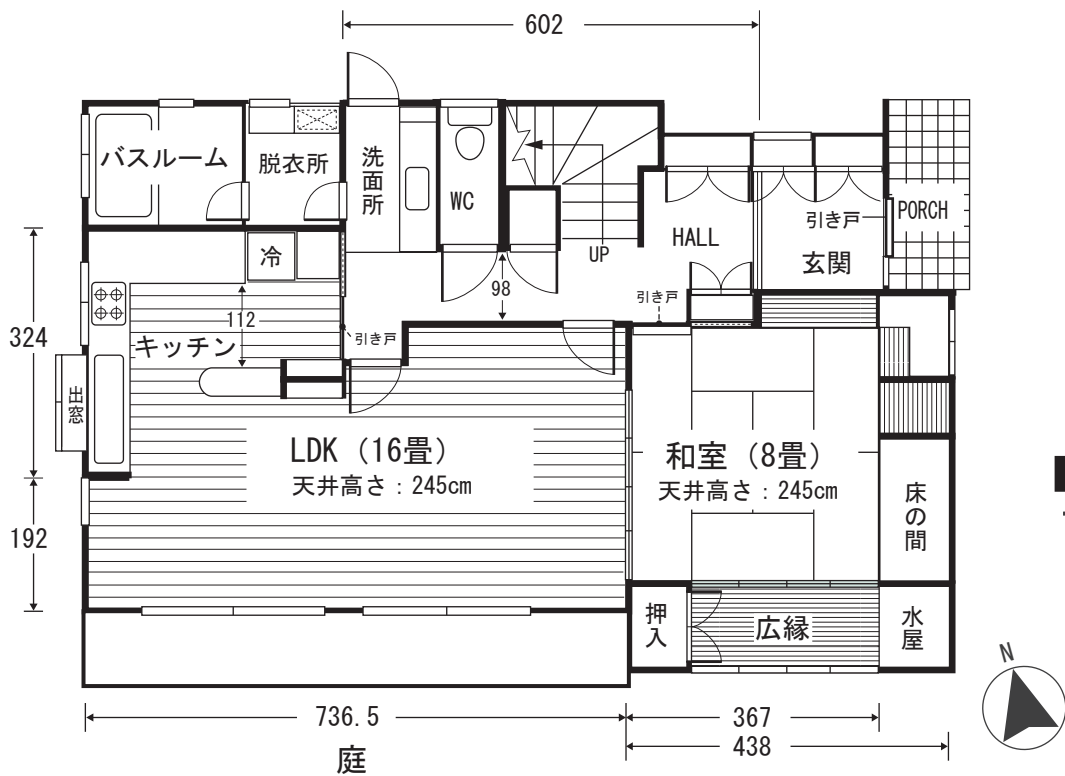 602
バスルーム
脱衣所
洗面所
WC
UP
HALL
引き戸
玄関
PORCH
冷
98
引き戸
引き戸
112
キッチン
324
出窓
LDK（16畳）
天井高さ：245cm
和室（8畳）
天井高さ：245cm
床の間
192
押入
広縁
水屋
N
736.5
367
438
庭